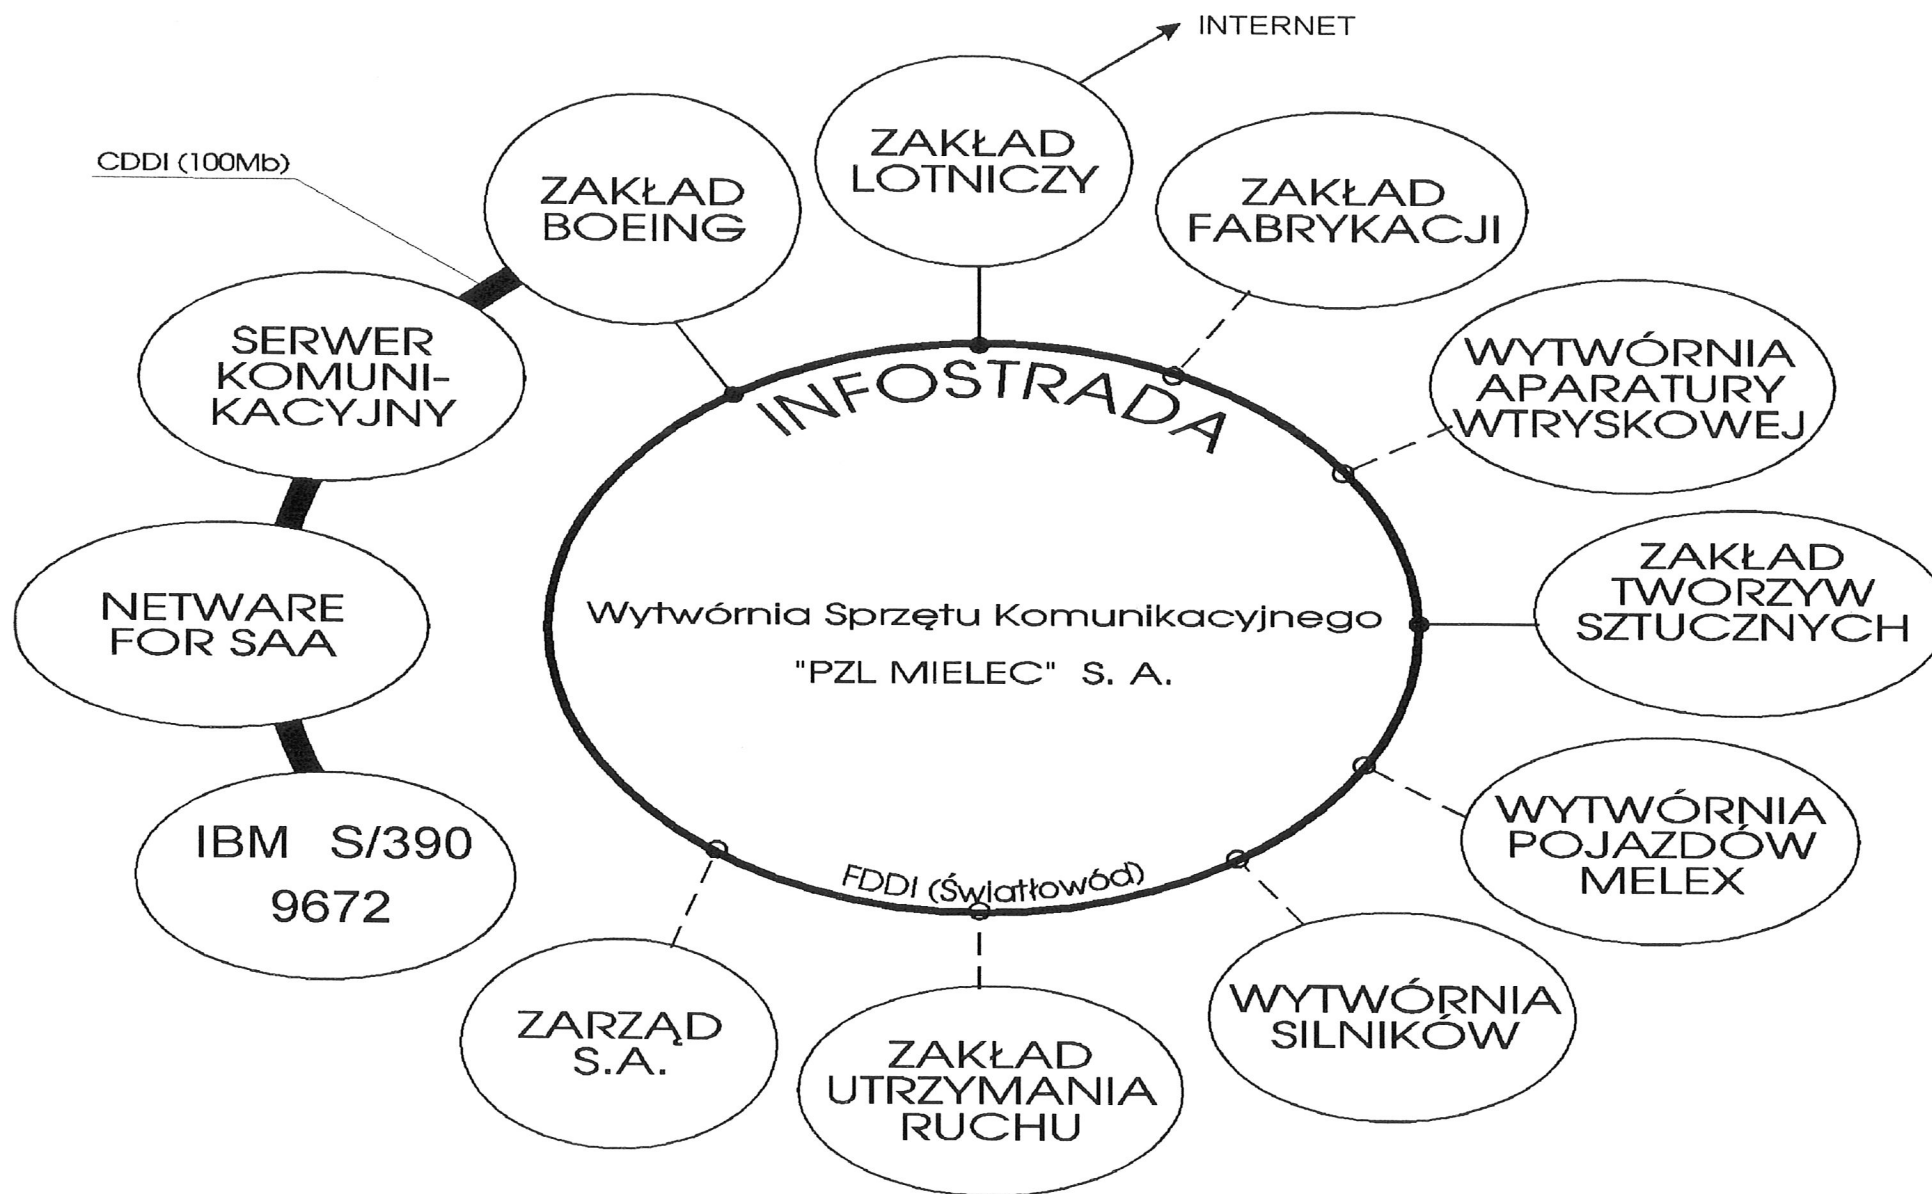 INTERNET
CDDI (100Mb)
ZAKŁAD
BOEING
ZAKŁAD
LOTNICZY
ZAKŁAD
FABRYKACJI
SERWER
KOMUNI-
KACYJNY
INFOSTRADA
WYTWÓRNIA
APARATURY
WTRYSKOWEJ
NETWARE
FOR SAA
Wytwórnia Sprzętu Komunikacyjnego
"PZL MIELEC" S. A.
ZAKŁAD
TWORZYW
SZTUCZNYCH
IBM S/390
9672
FDDI (Światłowód)
WYTWÓRNIA
POJAZDÓW
MELEX
ZARZĄD
S.A.
ZAKŁAD
UTRZYMANIA
RUCHU
WYTWÓRNIA
SILNIKÓW